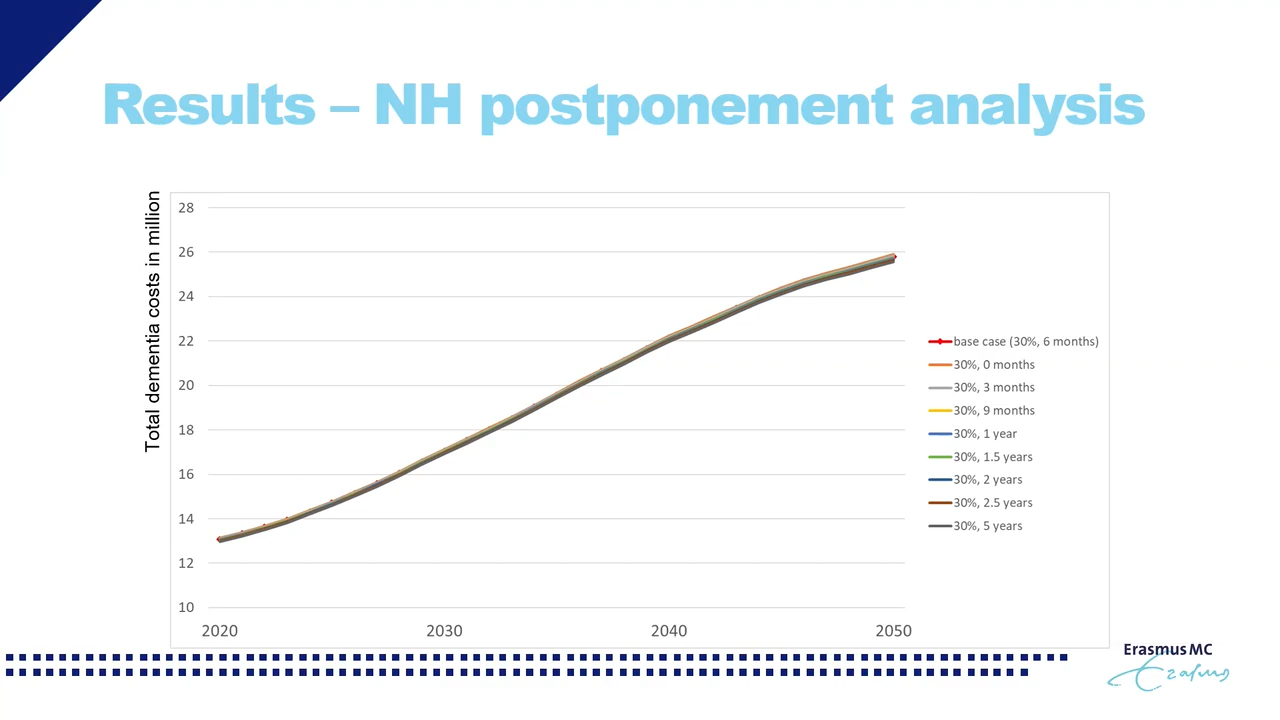 Results – NH postponement analysis
Total dementia costs in million
28
26
24
22
20
18
16
14
12
10
2020 2030 2040 2050
base case (30%, 6 months)
30%, 0 months
30%, 3 months
30%, 9 months
30%, 1 year
30%, 1.5 years
30%, 2 years
30%, 2.5 years
30%, 5 years
Erasmus MC
Erasmus